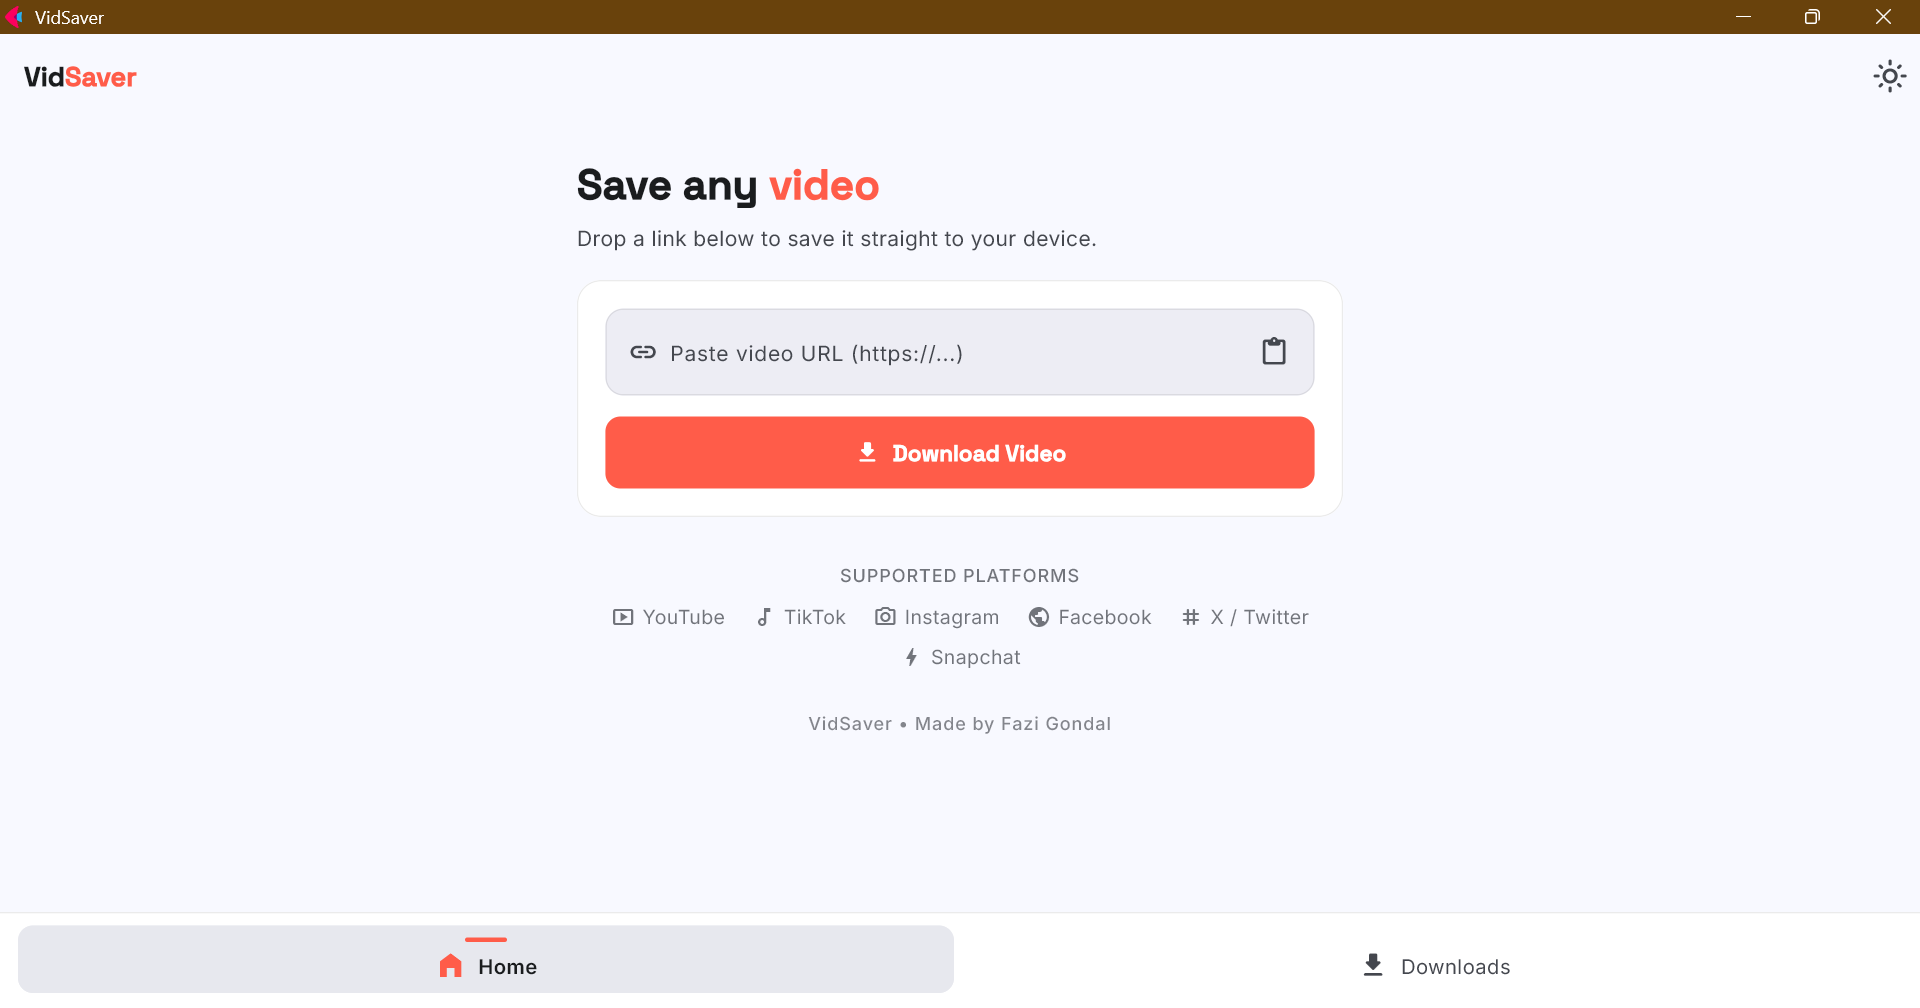 VidSaver
VidSaver
Save any video
Drop a link below to save it straight to your device.
Paste video URL (https://...)
Download Video
SUPPORTED PLATFORMS
YouTube TikTok Instagram Facebook X / Twitter
Snapchat
VidSaver • Made by Fazi Gondal
Home Downloads